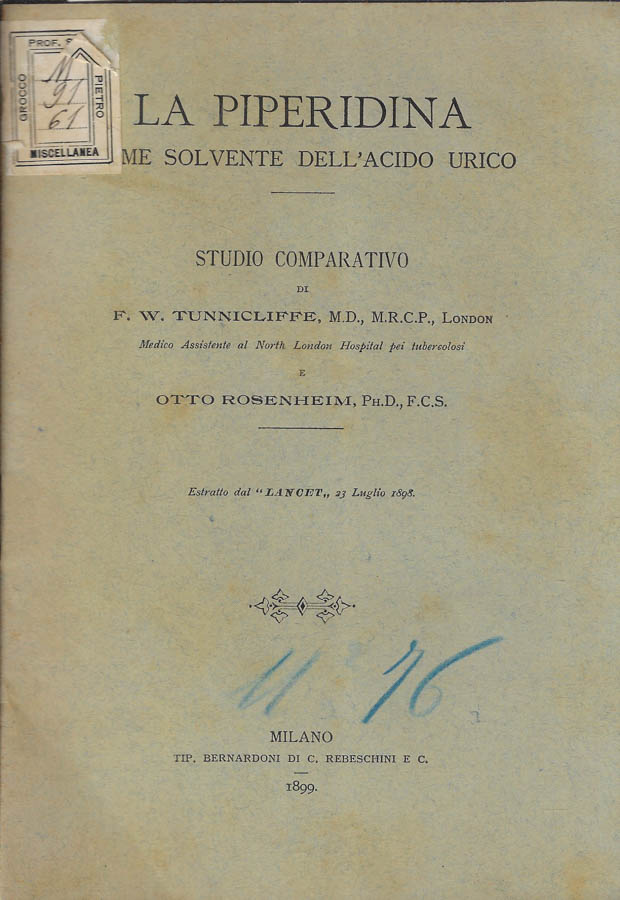 PROF. S
GROCCO
PIETRO
M
91
61
MISCELLANEA
LA PIPERIDINA
ME SOLVENTE DELL'ACIDO URICO
STUDIO COMPARATIVO
DI
F. W. TUNNICLIFFE, M.D., M.R.C.P., LONDON
Medico Assistente al North London Hospital pei tubercolosi
E
OTTO ROSENHEIM, PH.D., F.C.S.
Estratto dal "LANCET„ 23 Luglio 1898.
76
MILANO
TIP. BERNARDONI DI C. REBESCHINI E C.
1899.